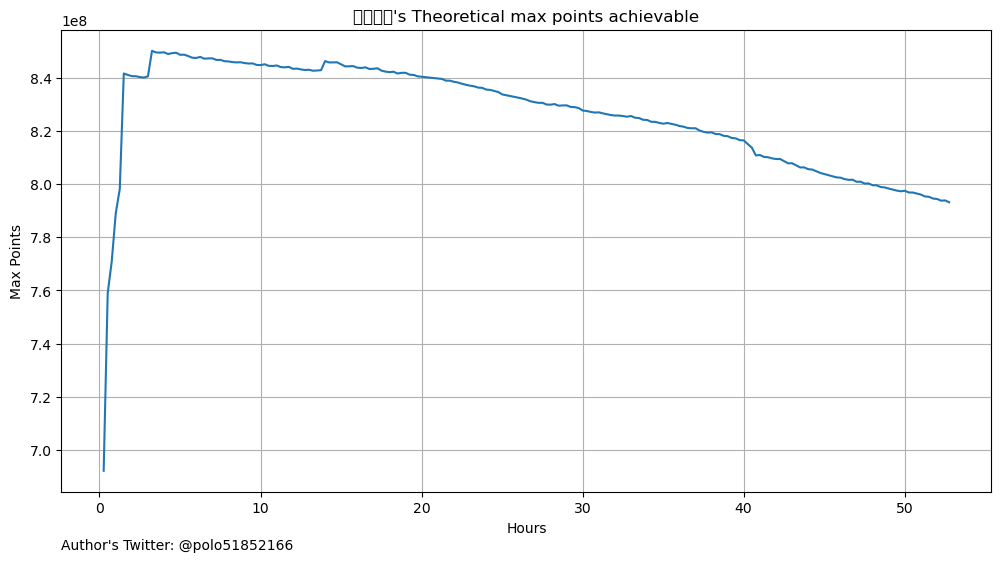 's Theoretical max points achievable
1e8
8.4
8.2
8.0
7.8
7.6
7.4
7.2
7.0
Max Points
0 10 20 30 40 50
Hours
Author's Twitter: @polo51852166